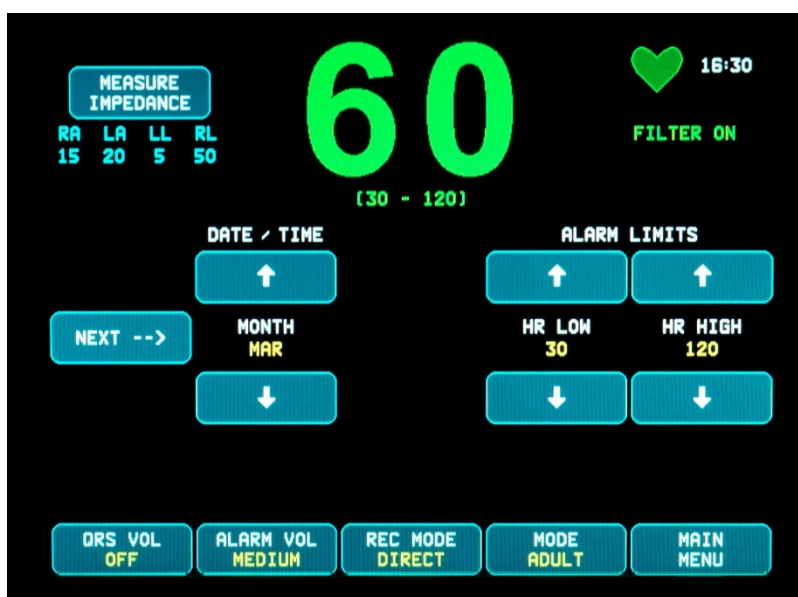 MEASURE
IMPEDANCE
RA LA LL RL
15 20 5 50
60
(30 - 120)
16:30
FILTER ON
DATE / TIME
ALARM LIMITS
NEXT -->
MONTH
MAR
HR LOW
30
HR HIGH
120
QRS VOL
OFF
ALARM VOL
MEDIUM
REC MODE
DIRECT
MODE
ADULT
MAIN
MENU